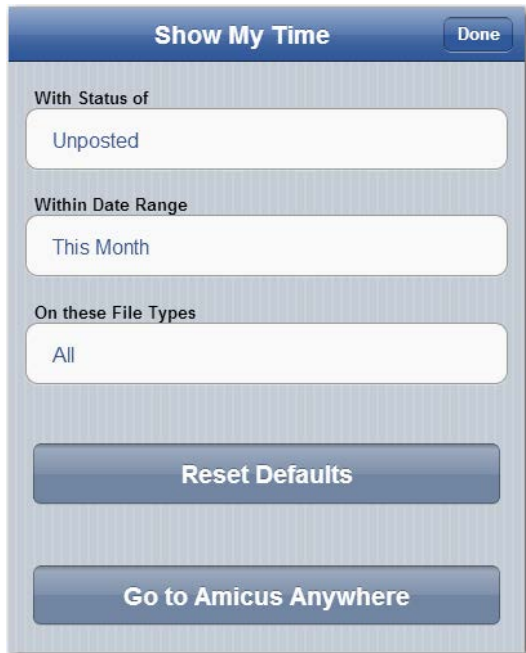 Show My Time
Done
With Status of
Unposted
Within Date Range
This Month
On these File Types
All
Reset Defaults
Go to Amicus Anywhere